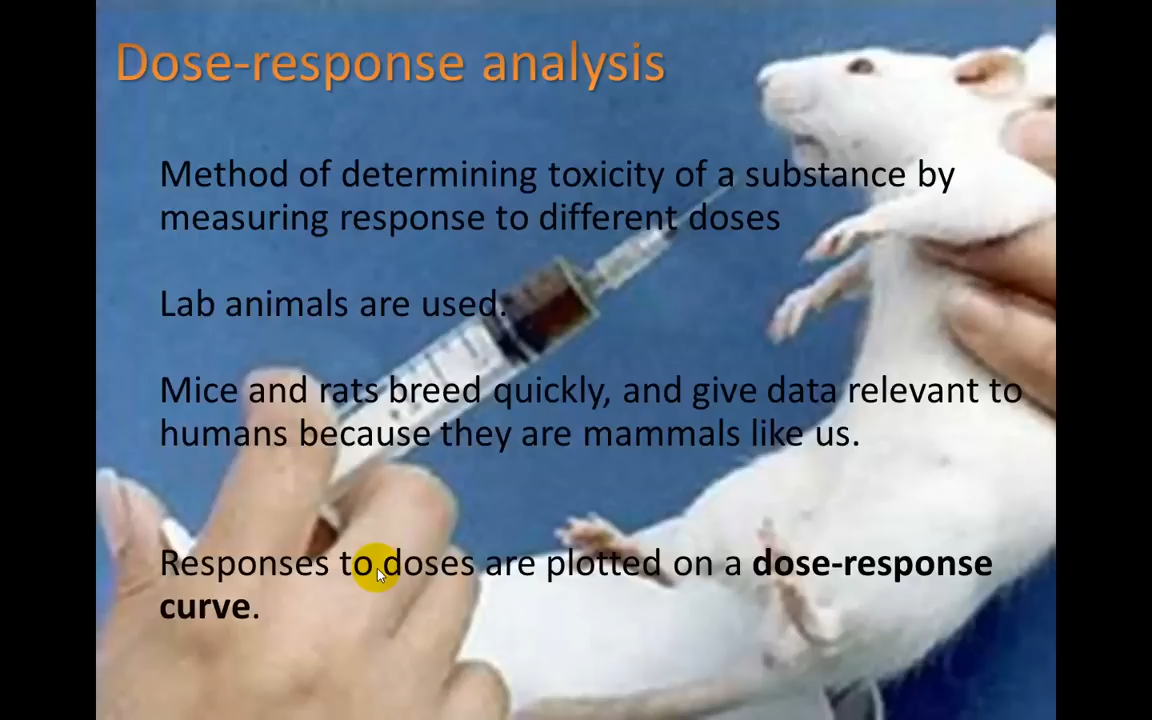 Dose-response analysis
Method of determining toxicity of a substance by
measuring response to different doses
Lab animals are used.
Mice and rats breed quickly, and give data relevant to
humans because they are mammals like us.
Responses to doses are plotted on a dose-response
curve.